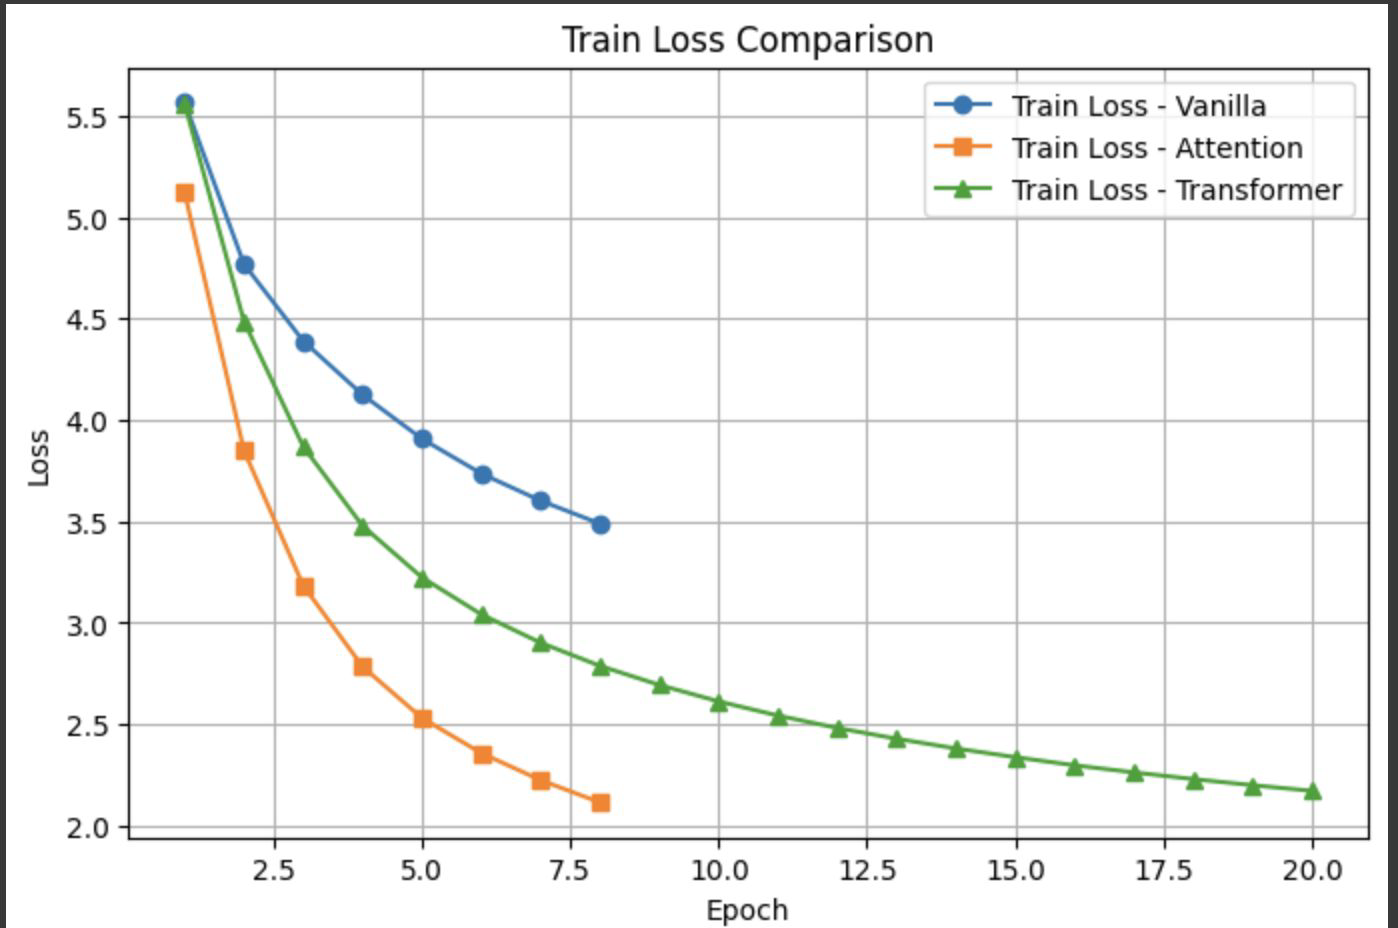 Train Loss Comparison
Train Loss - Vanilla
Train Loss - Attention
Train Loss - Transformer
5.5
5.0
4.5
4.0
3.5
3.0
2.5
2.0
Loss
2.5 5.0 7.5 10.0 12.5 15.0 17.5 20.0
Epoch